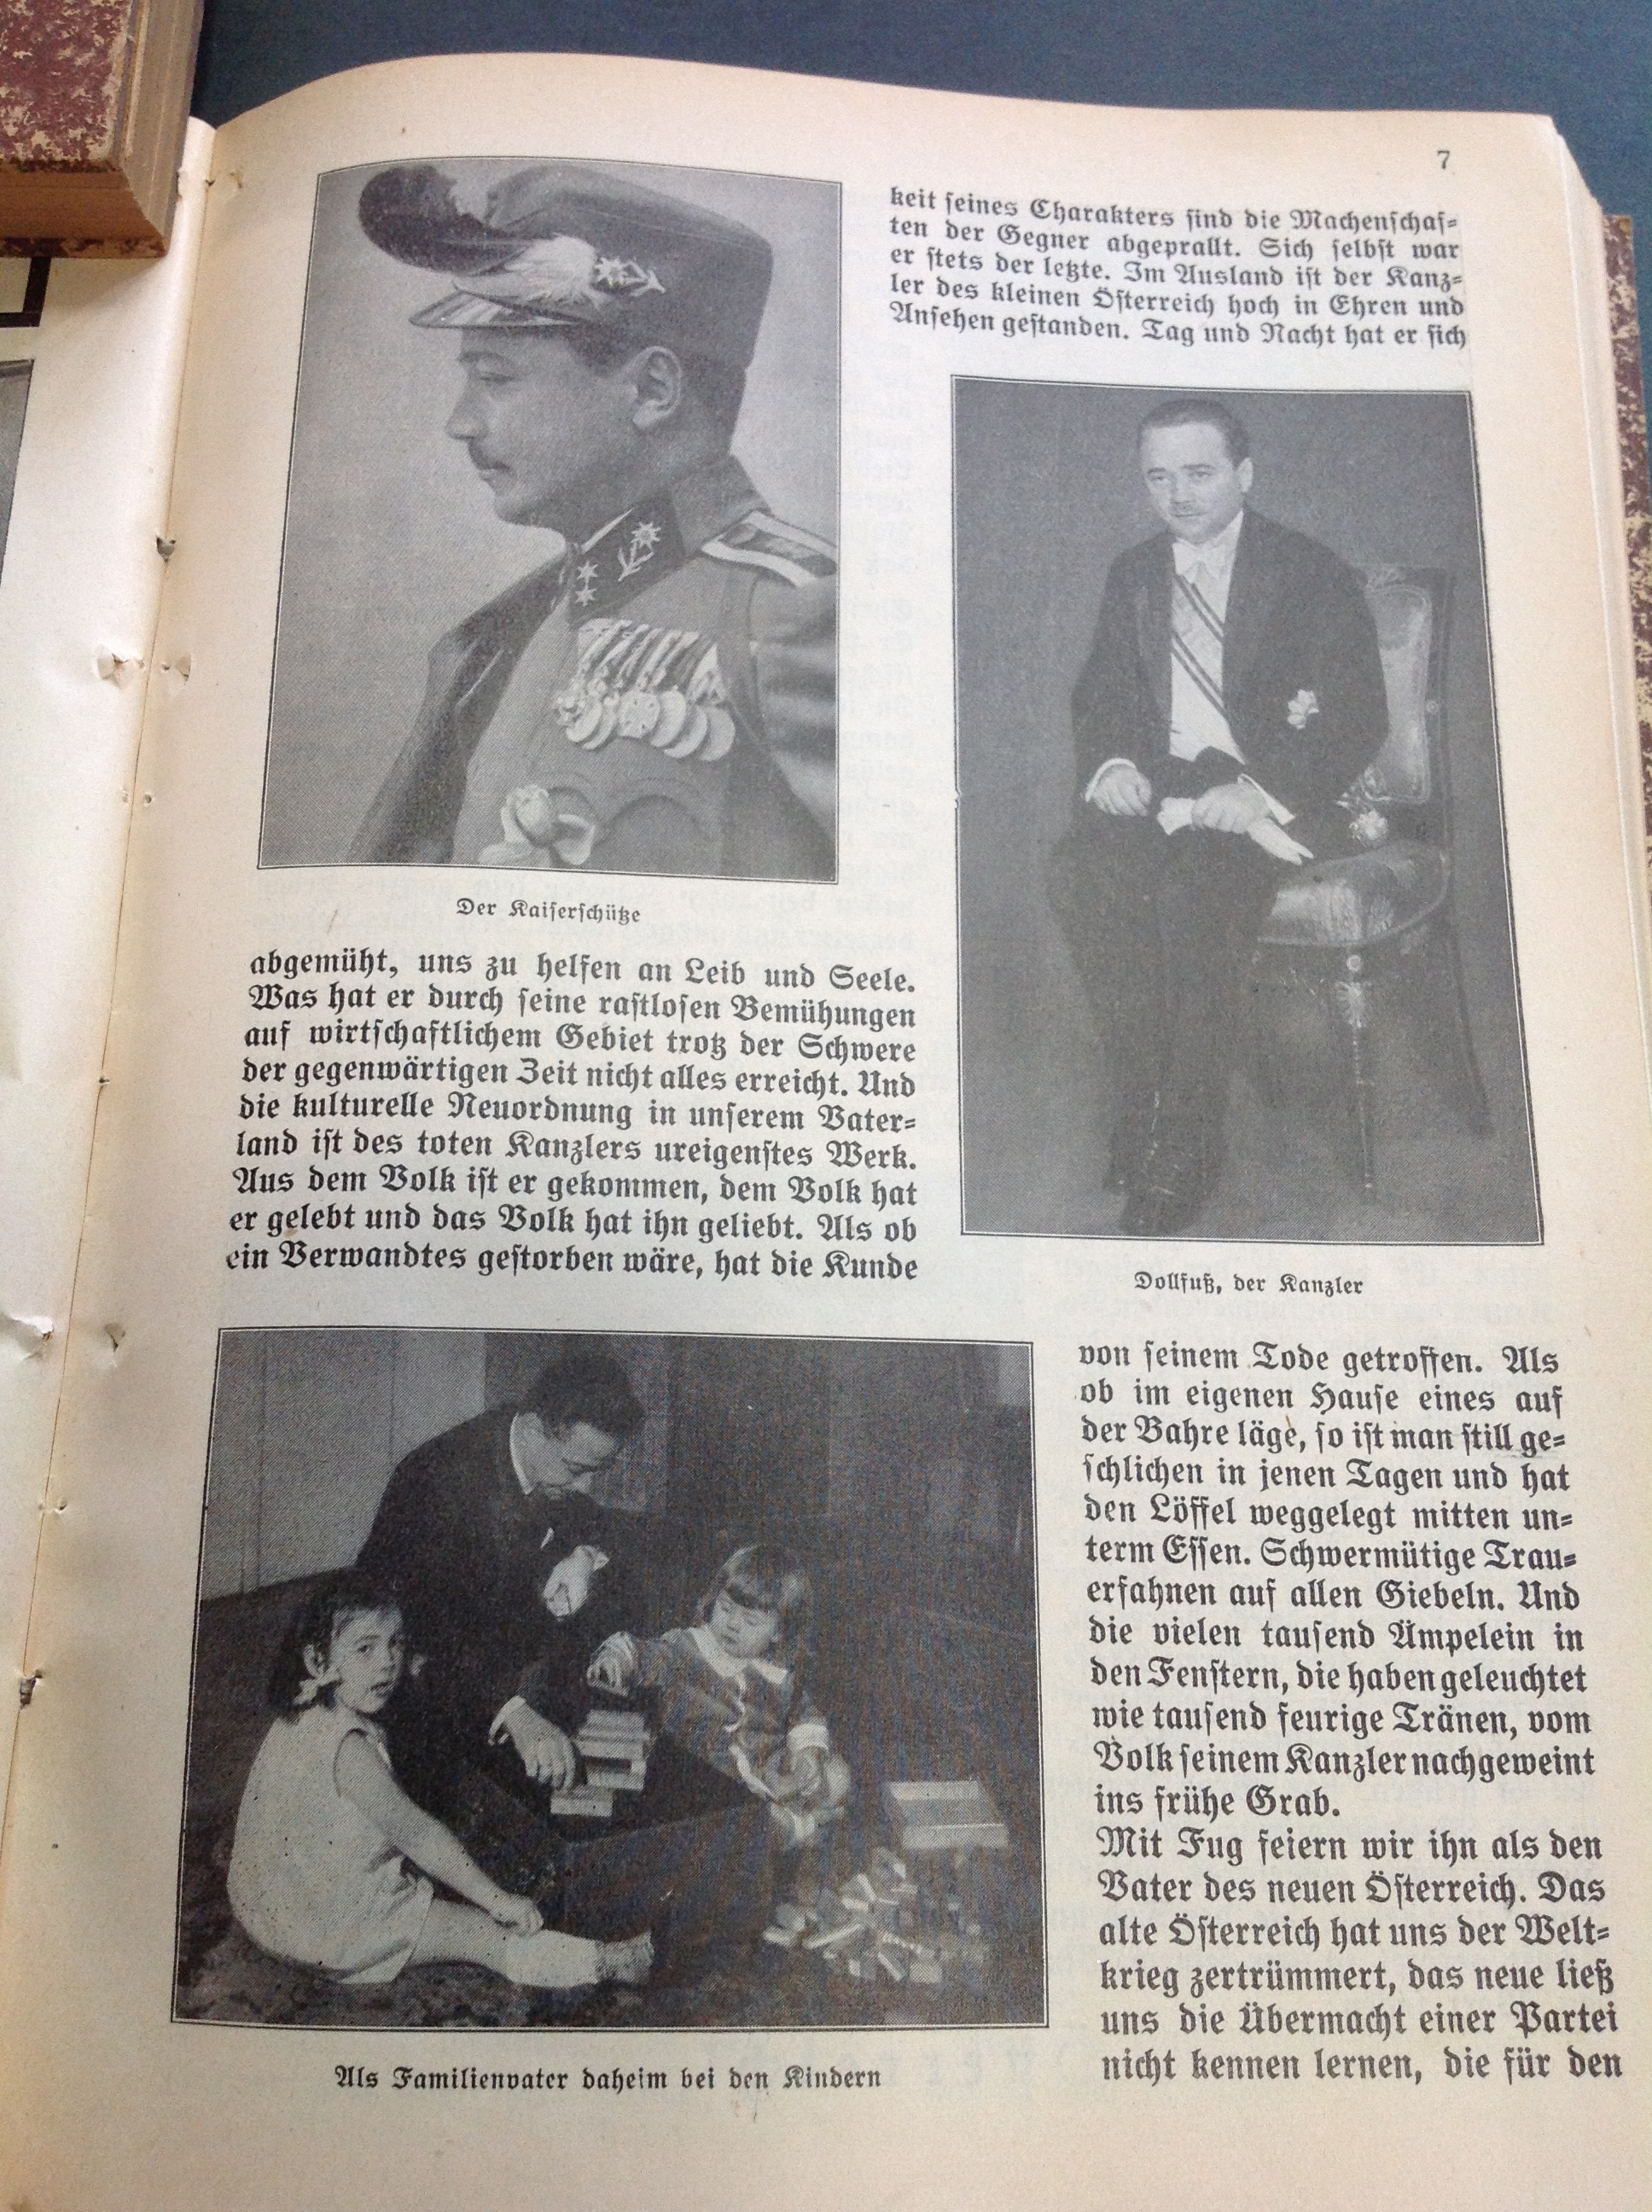 7
keit seines Charakters sind die Machenschaf-
ten der Gegner abgeprallt. Sich selbst war
er stets der letzte. Im Ausland ist der Kanz-
ler des kleinen Österreich hoch in Ehren und
Ansehen gestanden. Tag und Nacht hat er sich
Der Kaiserschütze
abgemüht, uns zu helfen an Leib und Seele.
Was hat er durch seine rastlosen Bemühungen
auf wirtschaftlichem Gebiet trotz der Schwere
der gegenwärtigen Zeit nicht alles erreicht. Und
die kulturelle Neuordnung in unserem Vater-
land ist des toten Kanzlers ureigenstes Werk.
Aus dem Volk ist er gekommen, dem Volk hat
er gelebt und das Volk hat ihn geliebt. Als ob
ein Verwandtes gestorben wäre, hat die Kunde
Dollfuß, der Kanzler
von seinem Tode getroffen. Als
ob im eigenen Hause eines auf
der Bahre läge, so ist man still ge-
schlichen in jenen Tagen und hat
den Löffel weggelegt mitten un-
term Essen. Schwermütige Trau-
erfahnen auf allen Giebeln. Und
die vielen tausend Ämpelein in
den Fenstern, die haben geleuchtet
wie tausend feurige Tränen, vom
Volk seinem Kanzler nachgeweint
ins frühe Grab.
Mit Fug feiern wir ihn als den
Vater des neuen Österreich. Das
alte Österreich hat uns der Welt-
krieg zertrümmert, das neue ließ
uns die Übermacht einer Partei
nicht kennen lernen, die für den
Als Familienvater daheim bei den Kindern